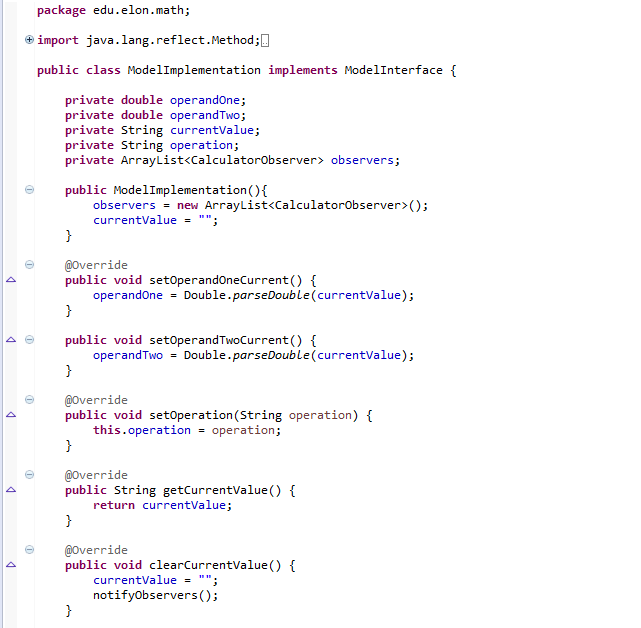 package edu.elon.math;
import java.lang.reflect.Method;
public class ModelImplementation implements ModelInterface {
private double operandOne;
private double operandTwo;
private String currentValue;
private String operation;
private ArrayList<CalculatorObserver> observers;
public ModelImplementation(){
observers = new ArrayList<CalculatorObserver>();
currentValue = "";
}
@Override
public void setOperandOneCurrent() {
operandOne = Double.parseDouble(currentValue);
}
public void setOperandTwoCurrent() {
operandTwo = Double.parseDouble(currentValue);
}
@Override
public void setOperation(String operation) {
this.operation = operation;
}
@Override
public String getCurrentValue() {
return currentValue;
}
@Override
public void clearCurrentValue() {
currentValue = "";
notifyObservers();
}